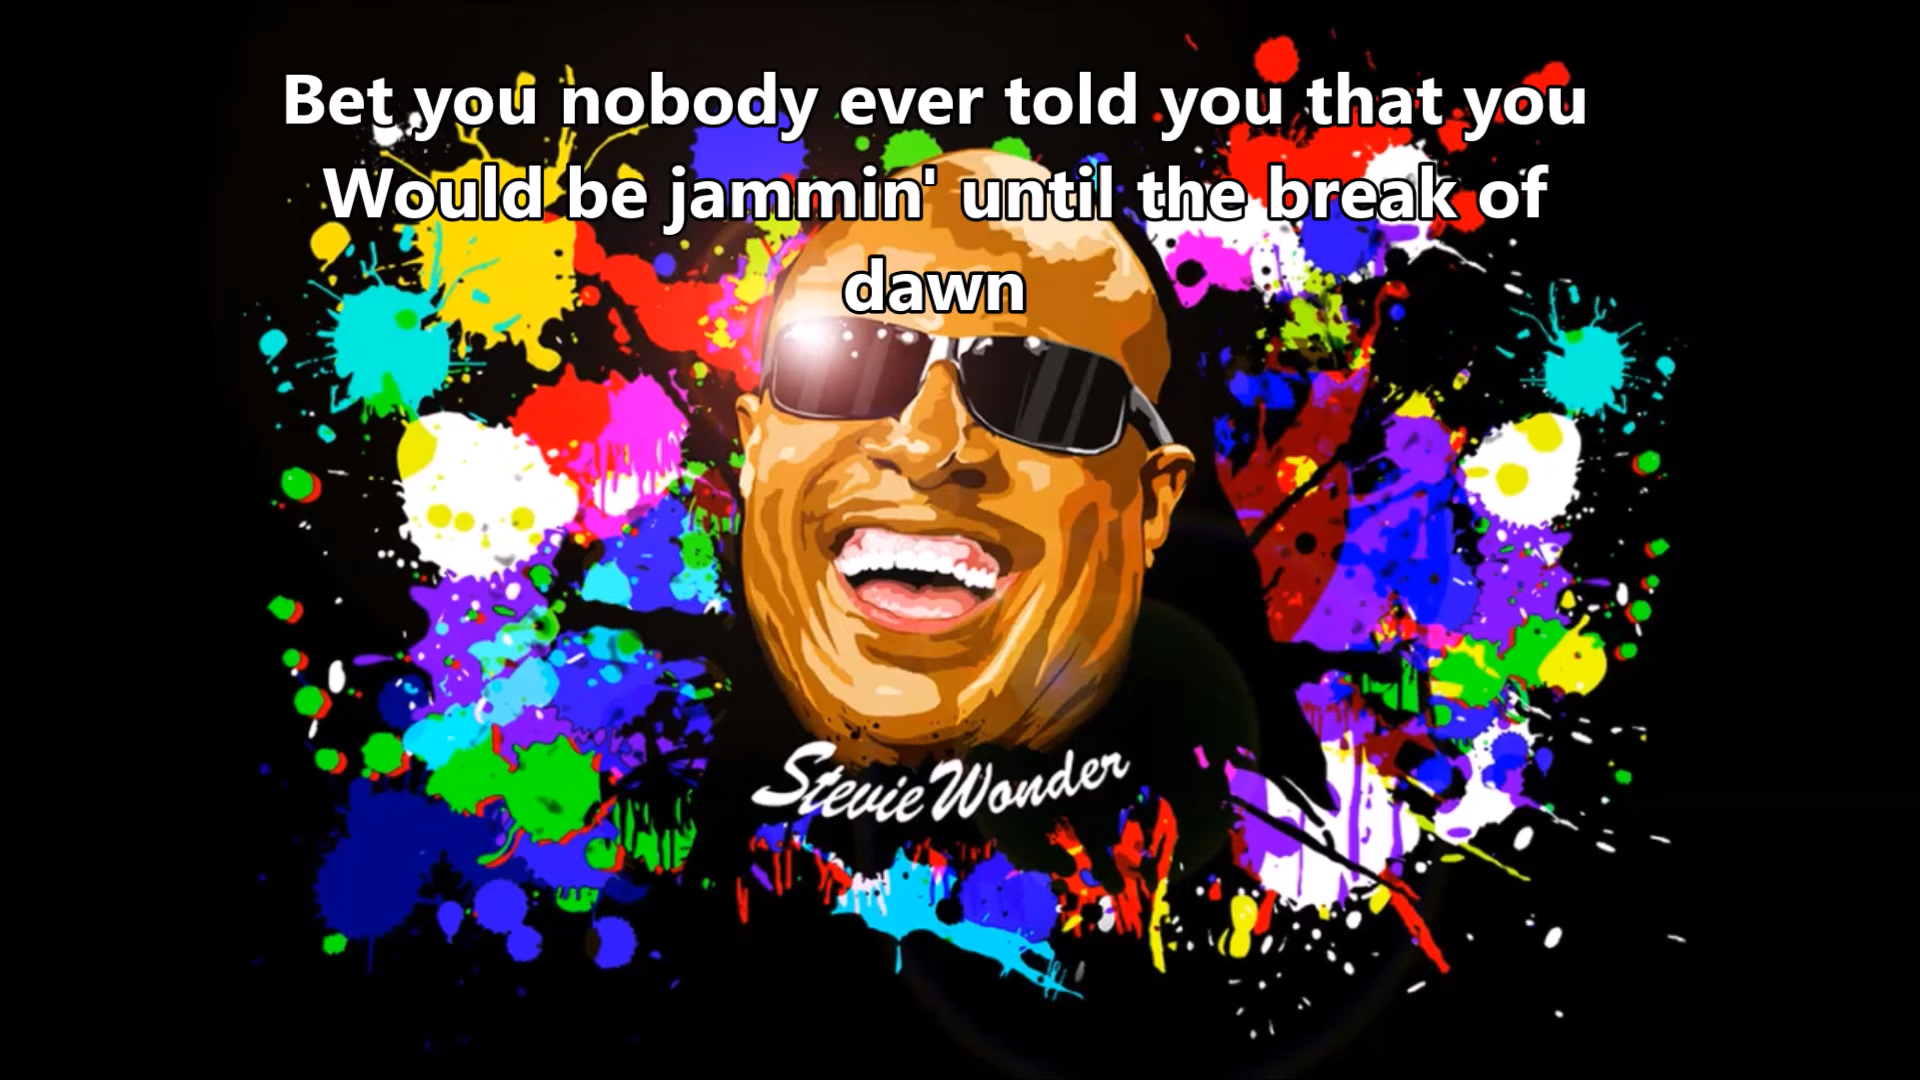 Bet you nobody ever told you that you
Would be jammin' until the break of
dawn
Stevie Wonder